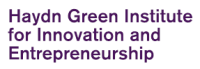 Haydn Green Institute
for Innovation and
Entrepreneurship